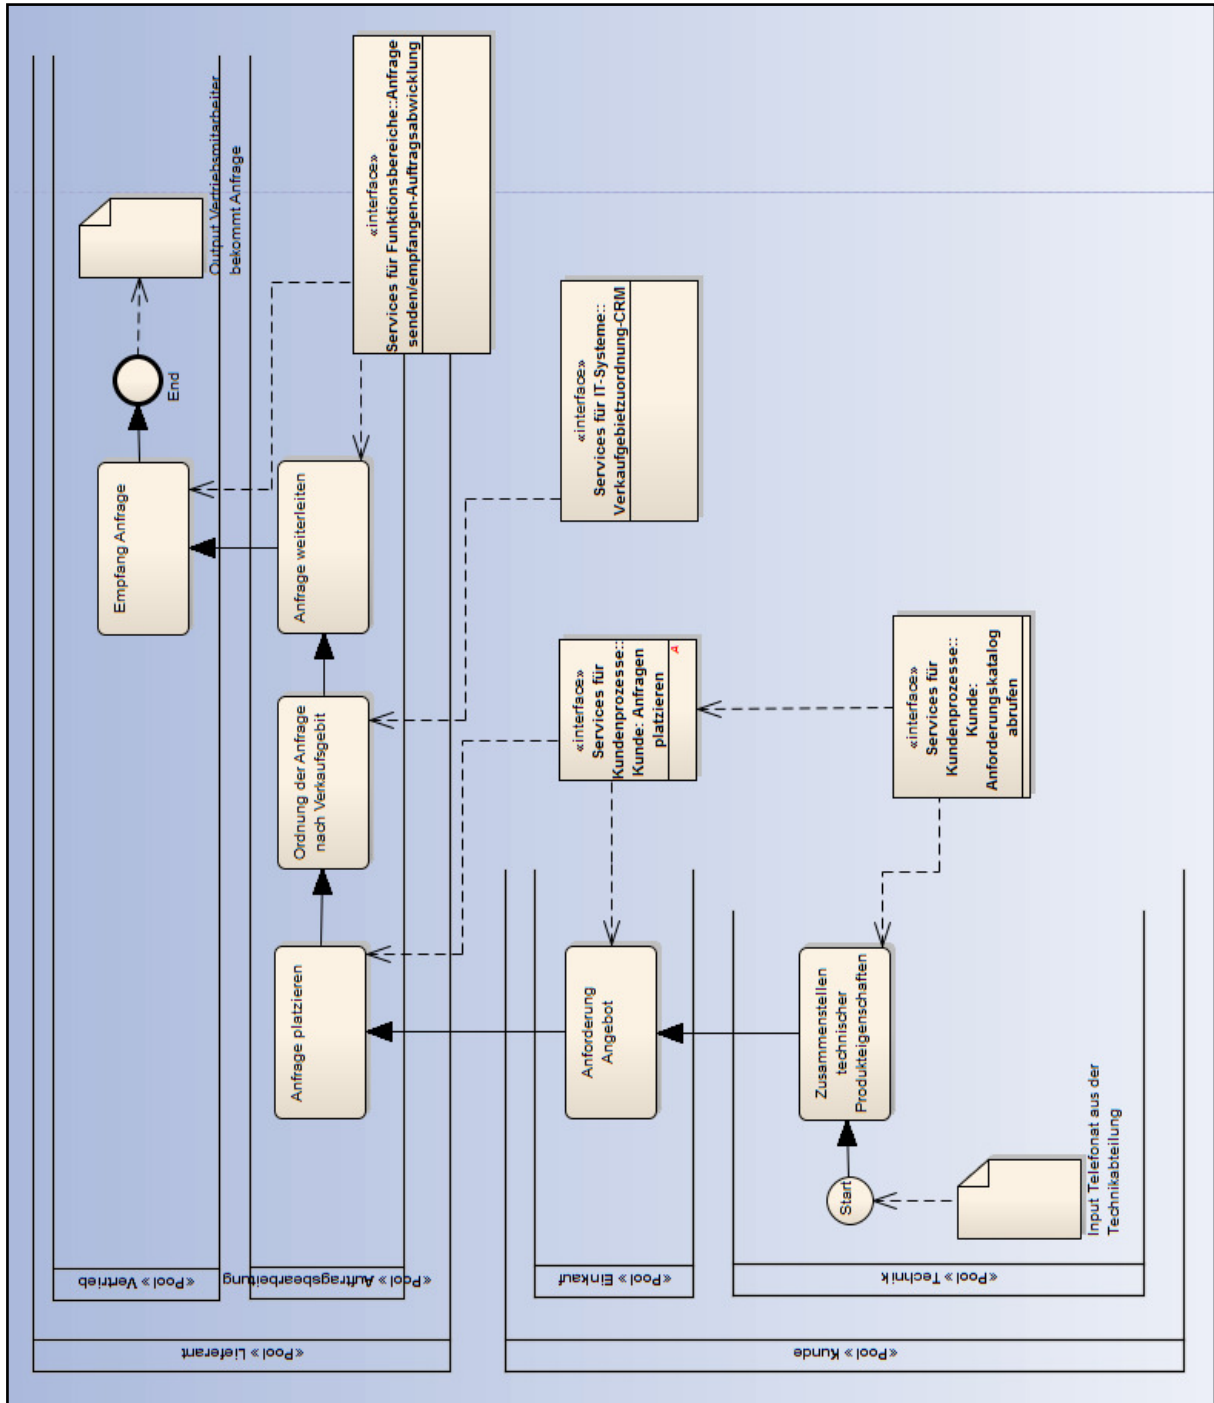 «Pool» Lieferant
«Pool» Vertrieb
Empfang Anfrage
End
Output Vertriebsmitarbeiter
bekommt Anfrage
«Pool» Auftragsbearbeitung
Anfrage platzieren
Ordnung der Anfrage
nach Verkaufsgebit
Anfrage weiterleiten
«interface»
Services für Funktionsbereiche::Anfrage
senden/empfangen-Auftragsabwicklung
«Pool» Kunde
«Pool» Einkauf
Anforderung
Angebot
«interface»
Services für
Kundenprozesse::
Kunde: Anfragen
platzieren
A
«interface»
Services für IT-Systeme::
Verkaufgebietzuordnung-CRM
«Pool» Technik
Start
Zusammenstellen
technischer
Produkteigenschaften
Input Telefonat aus der
Technikabteilung
«interface»
Services für
Kundenprozesse::
Kunde:
Anforderungskatalog
abrufen